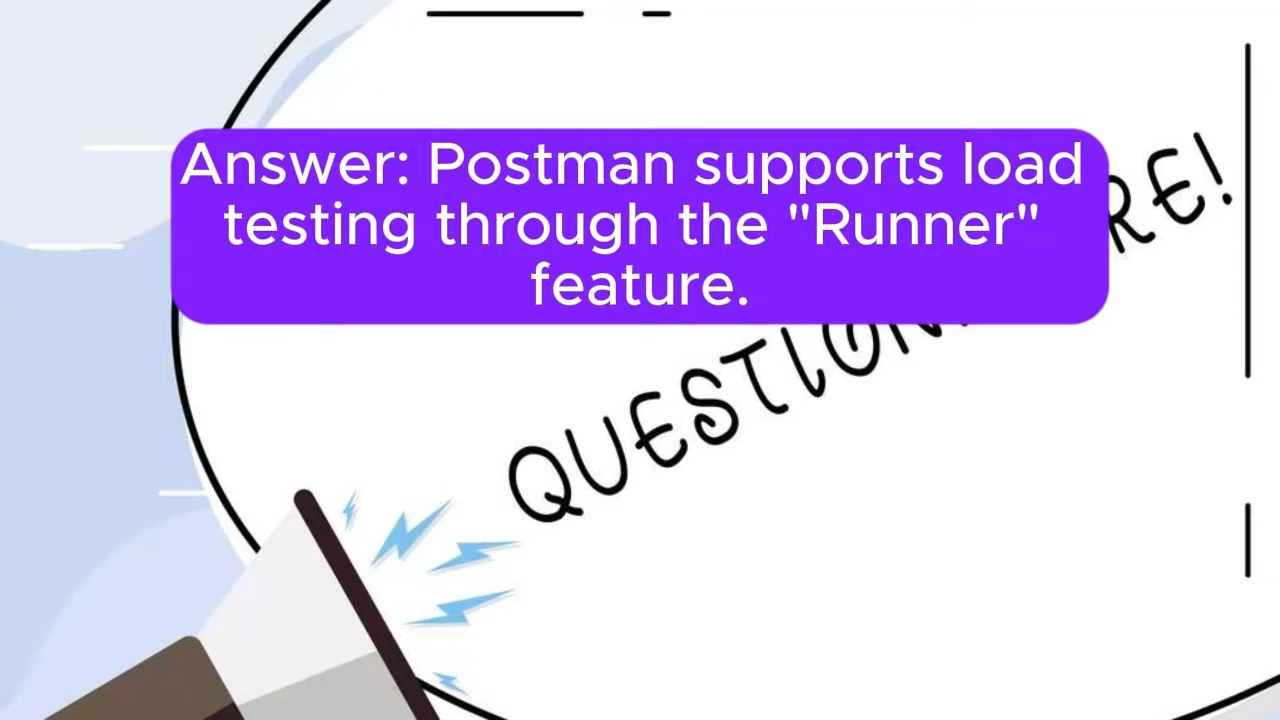 Answer: Postman supports load
testing through the "Runner"
feature.
RE!
QUESTION